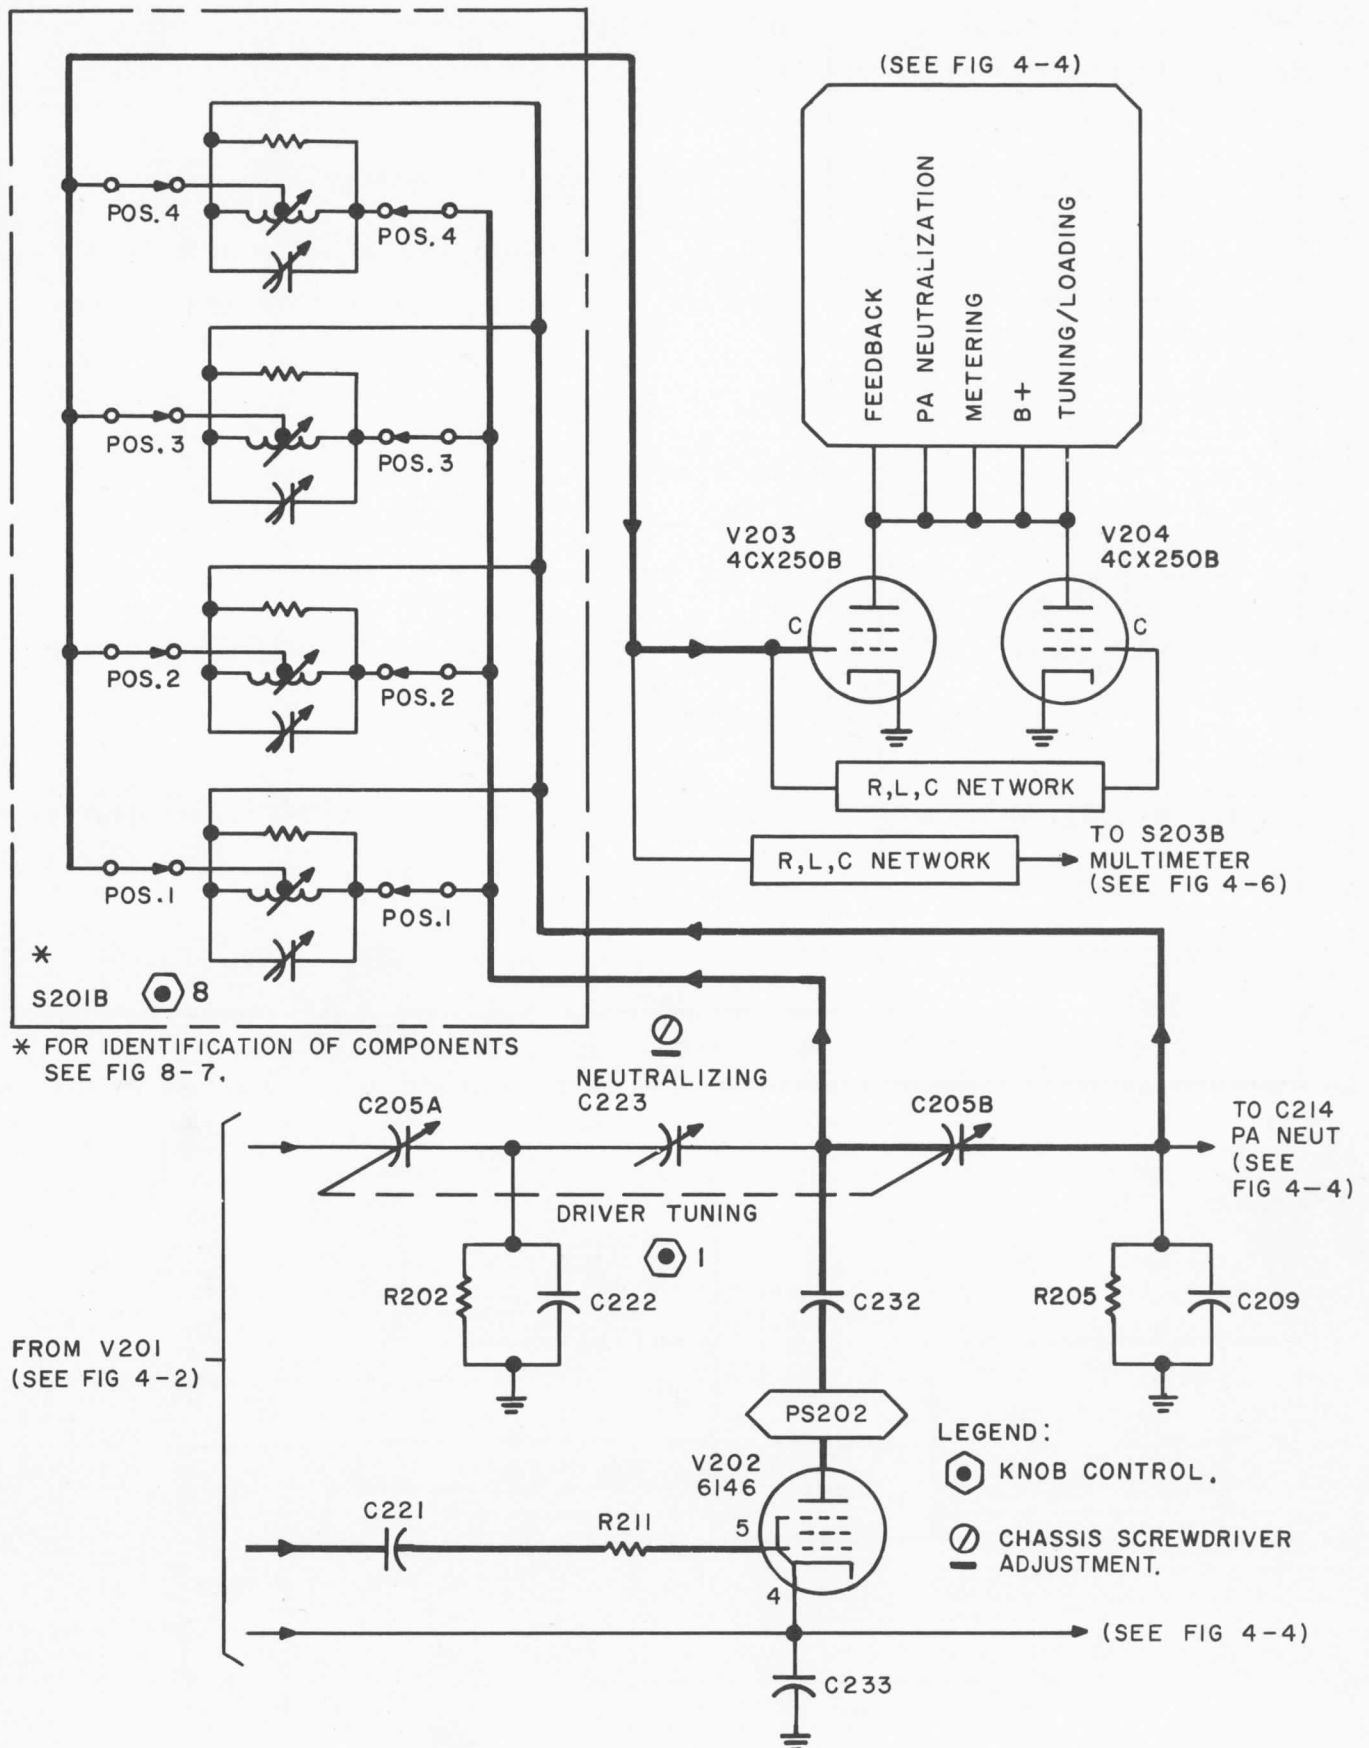 (SEE FIG 4-4)
FEEDBACK
PA NEUTRALIZATION
METERING
B+
TUNING/LOADING
POS.4
POS.4
POS.3
POS.3
POS.2
POS.2
POS.1
POS.1
*
S201B
8
V203
4CX250B
V204
4CX250B
C
C
R,L,C NETWORK
R,L,C NETWORK
TO S203B
MULTIMETER
(SEE FIG 4-6)
* FOR IDENTIFICATION OF COMPONENTS
SEE FIG 8-7.
NEUTRALIZING
C223
C205A
C205B
TO C214
PA NEUT
(SEE
FIG 4-4)
DRIVER TUNING
1
R202
C222
C232
R205
C209
FROM V201
(SEE FIG 4-2)
PS202
V202
6146
5
4
C221
R211
LEGEND:
KNOB CONTROL.
CHASSIS SCREWDRIVER
ADJUSTMENT.
(SEE FIG 4-4)
C233